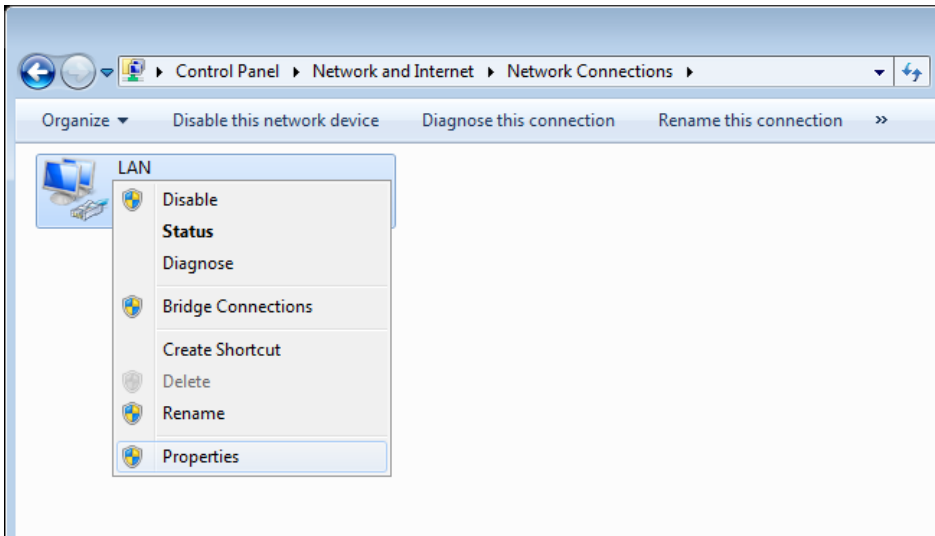 Control Panel Network and Internet Network Connections
Organize Disable this network device Diagnose this connection Rename this connection »
LAN
Disable
Status
Diagnose
Bridge Connections
Create Shortcut
Delete
Rename
Properties